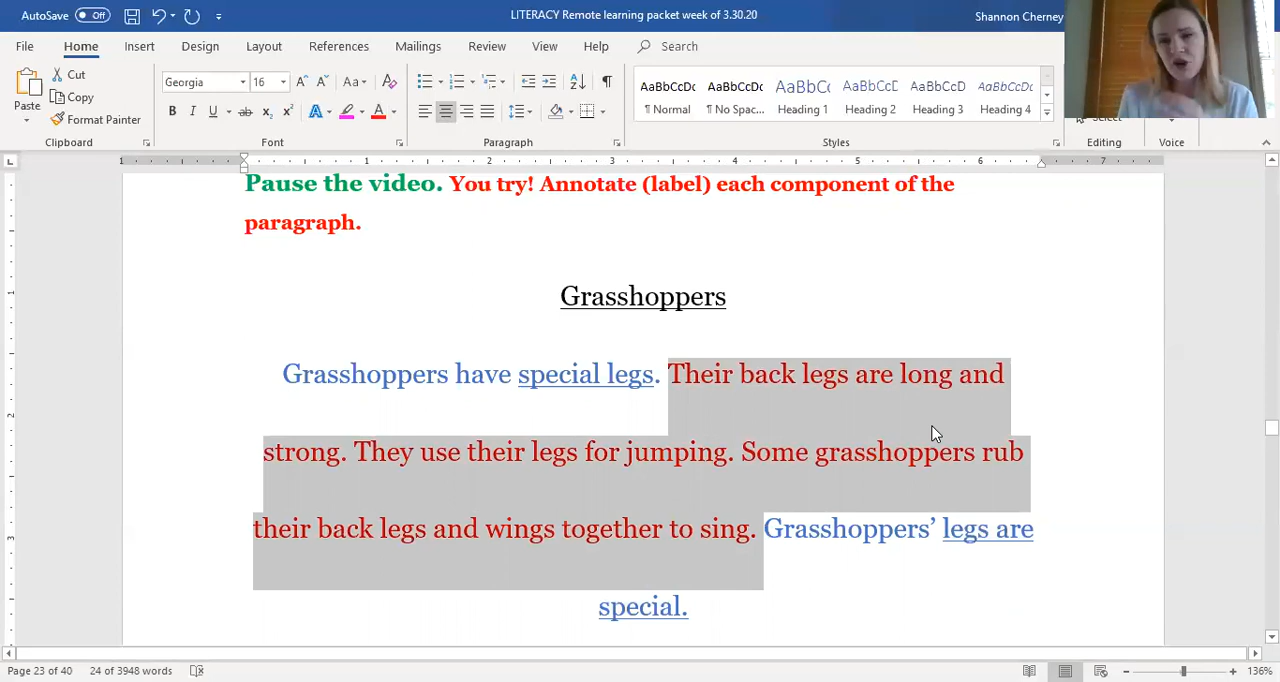 AutoSave Off
LITERACY Remote learning packet week of 3.30.20
Shannon Cherney
File Home Insert Design Layout References Mailings Review View Help Search
Paste
Cut
Copy
Format Painter
Clipboard
Georgia 16
Font
Paragraph
AaBbCcDc AaBbCcDc AaBbCc AaBbCcD AaBbCcD AaBbCcDc
¶ Normal ¶ No Spac... Heading 1 Heading 2 Heading 3 Heading 4
Styles
Select
Editing
Voice
Pause the video. You try! Annotate (label) each component of the
paragraph.
Grasshoppers
Grasshoppers have special legs. Their back legs are long and
strong. They use their legs for jumping. Some grasshoppers rub
their back legs and wings together to sing. Grasshoppers’ legs are
special.
Page 23 of 40 24 of 3948 words
136%